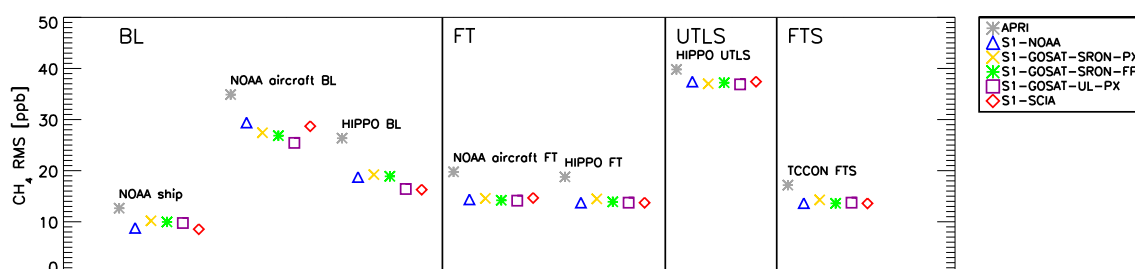 BL
FT
UTLS
FTS
50
40
30
20
10
0
CH4 RMS [ppb]
NOAA ship
NOAA aircraft BL
HIPPO BL
NOAA aircraft FT
HIPPO FT
HIPPO UTLS
TCCON FTS
APRI
S1-NOAA
S1-GOSAT-SRON-PX
S1-GOSAT-SRON-FP
S1-GOSAT-UL-PX
S1-SCIA